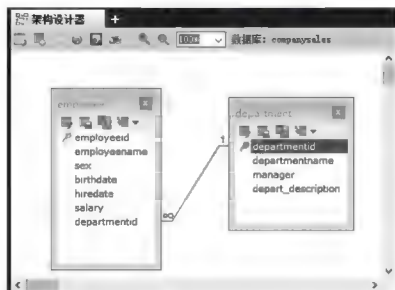 架构设计器 +
100% 数据库: companysales
employee x
employeeid
employeename
sex
birthdate
hiredate
salary
departmentid
∞
1
department x
departmentid
departmentname
manager
depart_description